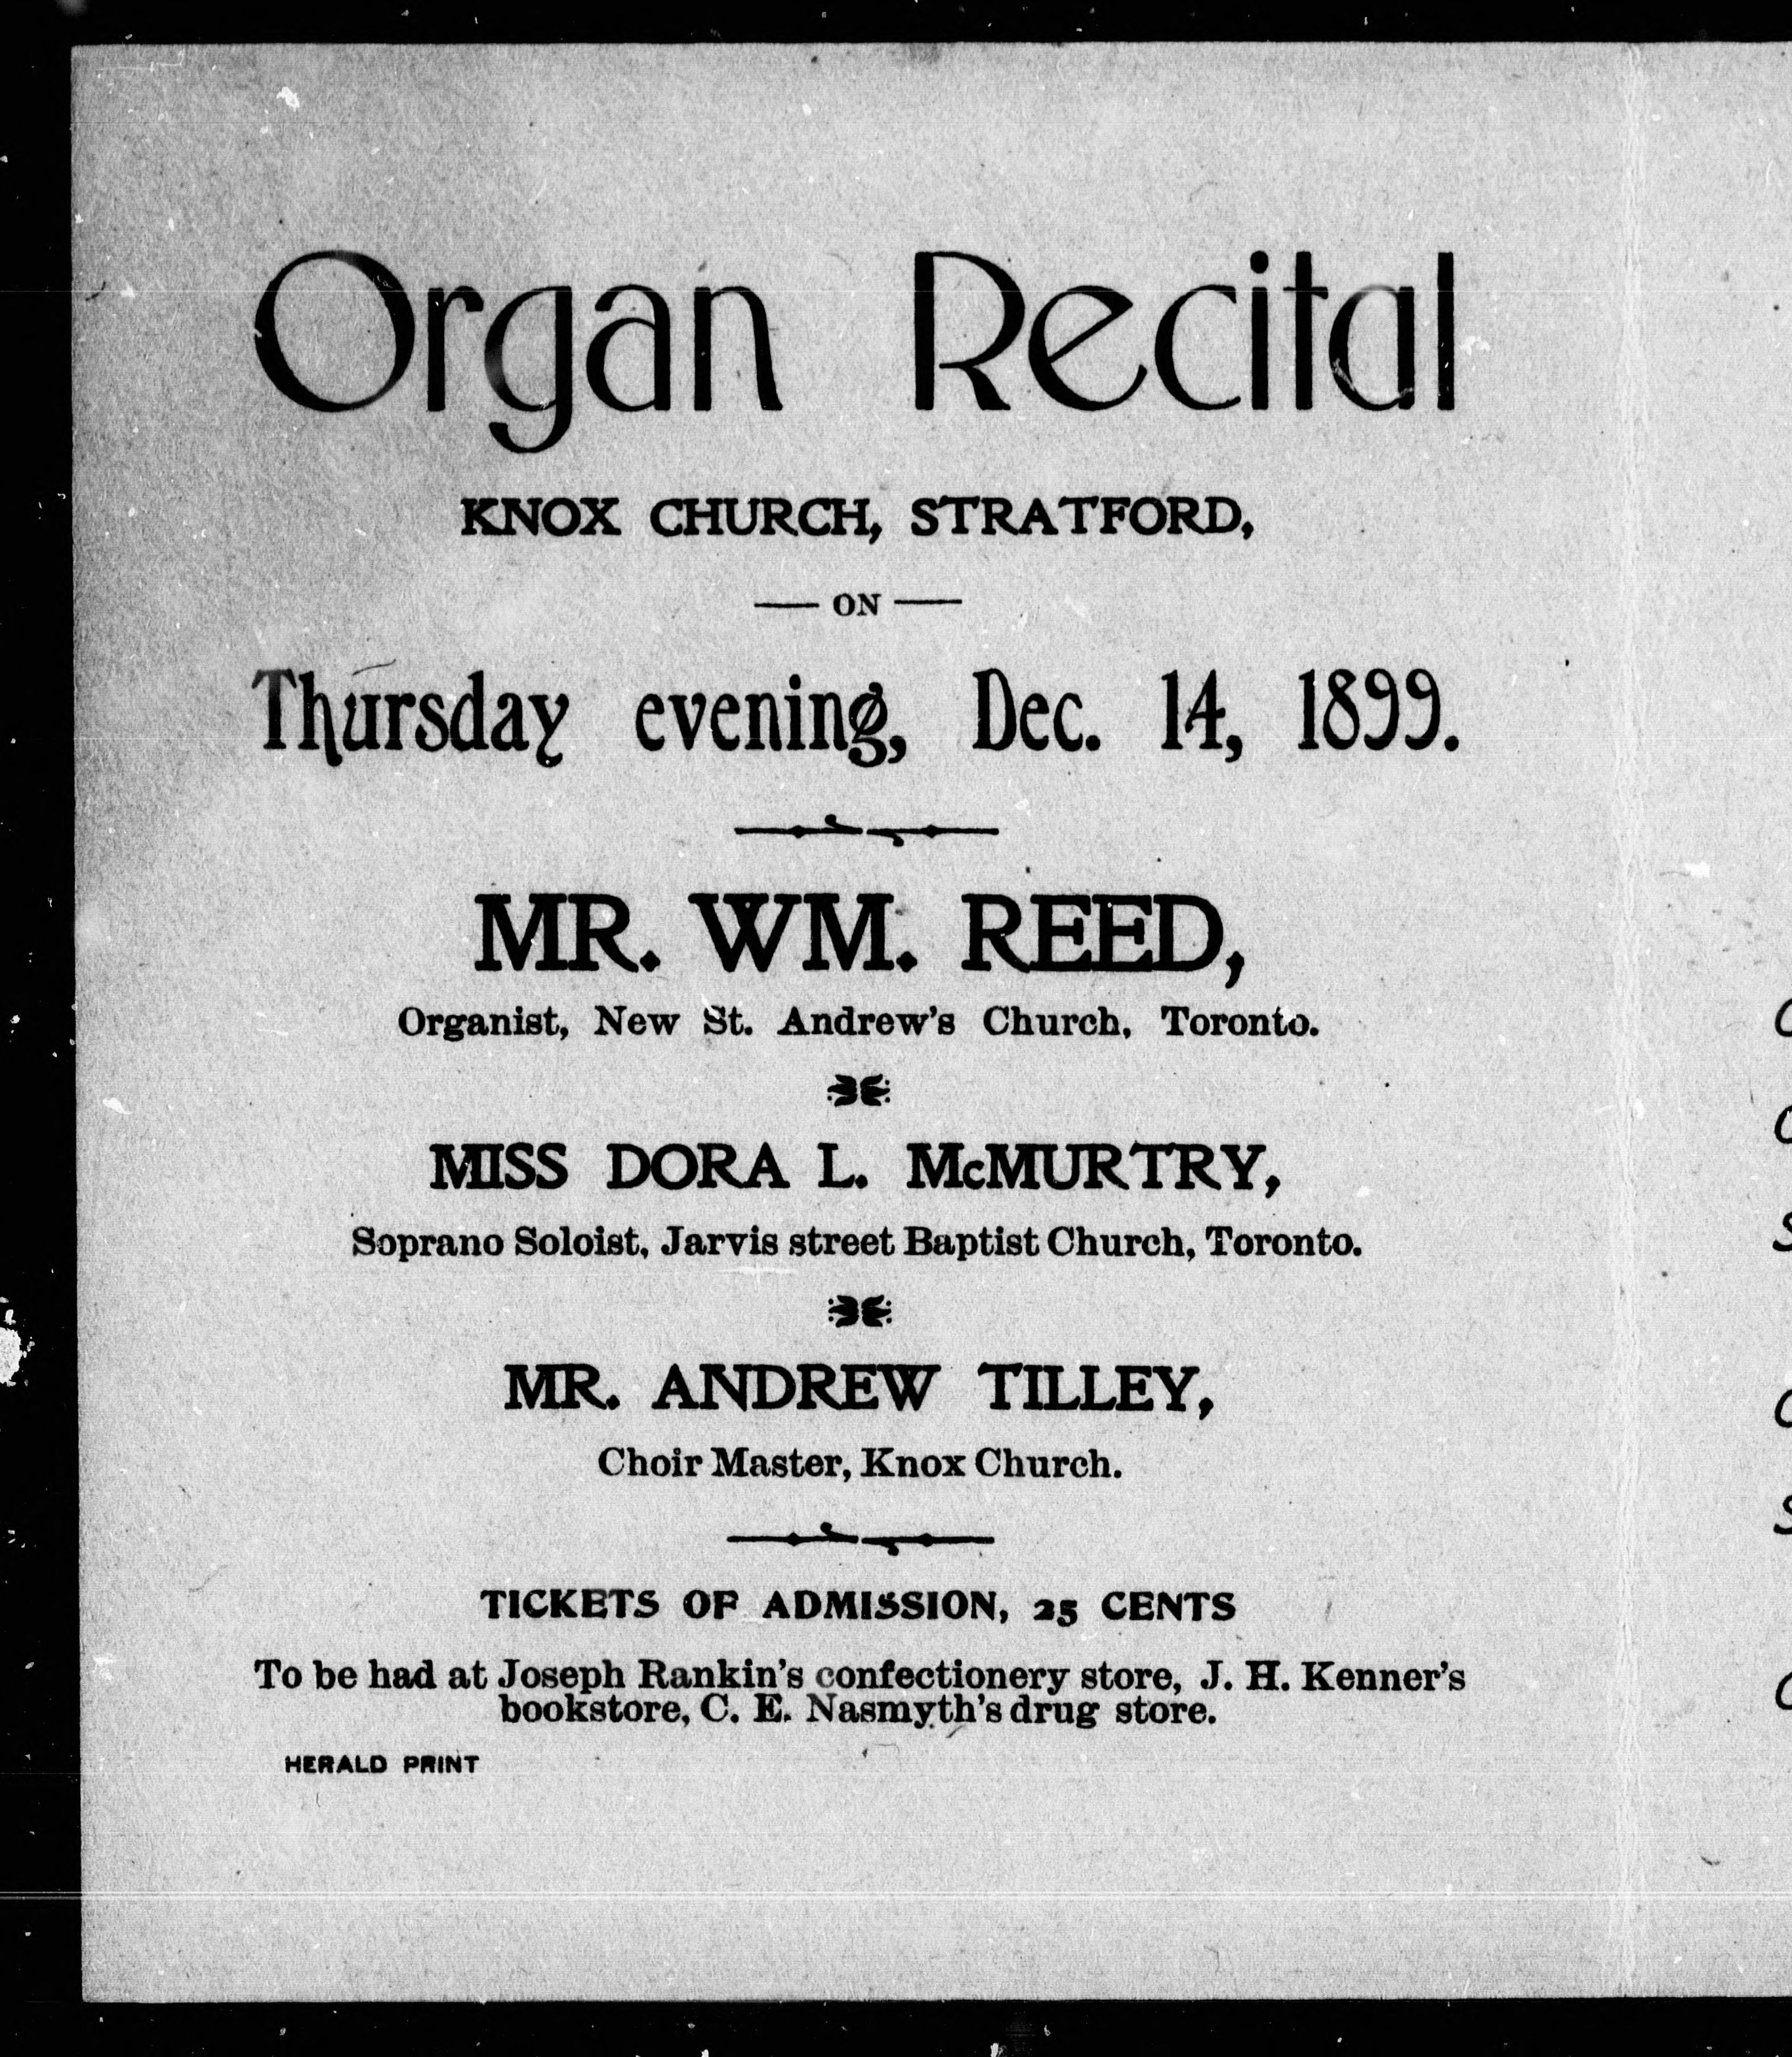 Organ Recital
KNOX CHURCH, STRATFORD,
— ON —
Thursday evening, Dec. 14, 1899.
MR. WM. REED,
Organist, New St. Andrew's Church, Toronto.
MISS DORA L. McMURTRY,
Soprano Soloist, Jarvis street Baptist Church, Toronto.
MR. ANDREW TILLEY,
Choir Master, Knox Church.
TICKETS OF ADMISSION, 25 CENTS
To be had at Joseph Rankin's confectionery store, J. H. Kenner's
bookstore, C. E. Nasmyth's drug store.
HERALD PRINT